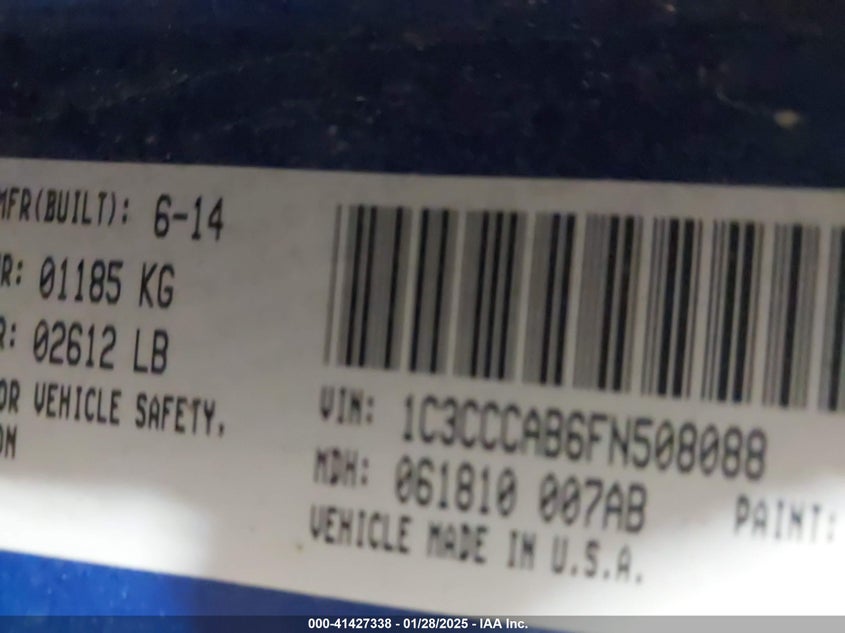 MFR(BUILT): 6-14
R: 01185 KG
R: 02612 LB
OR VEHICLE SAFETY,
ON
VIN: 1C3CCCAB6FN508088
MDH: 061810 007AB
PAINT:
VEHICLE MADE IN U.S.A.
000-41427338 - 01/28/2025 - IAA Inc.